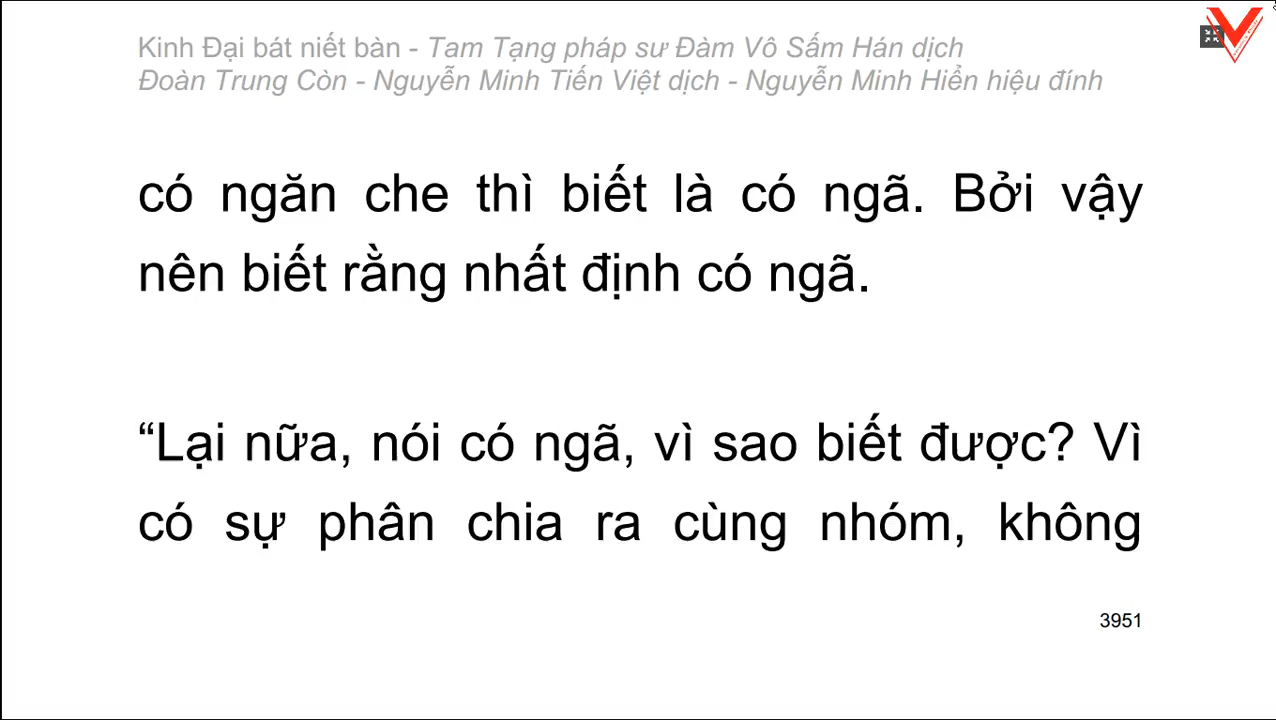 Kinh Đại bát niết bàn - Tam Tạng pháp sư Đàm Vô Sấm Hán dịch
Đoàn Trung Còn - Nguyễn Minh Tiến Việt dịch - Nguyễn Minh Hiển hiệu đính
có ngăn che thì biết là có ngã. Bởi vậy
nên biết rằng nhất định có ngã.
“Lại nữa, nói có ngã, vì sao biết được? Vì
có sự phân chia ra cùng nhóm, không
3951